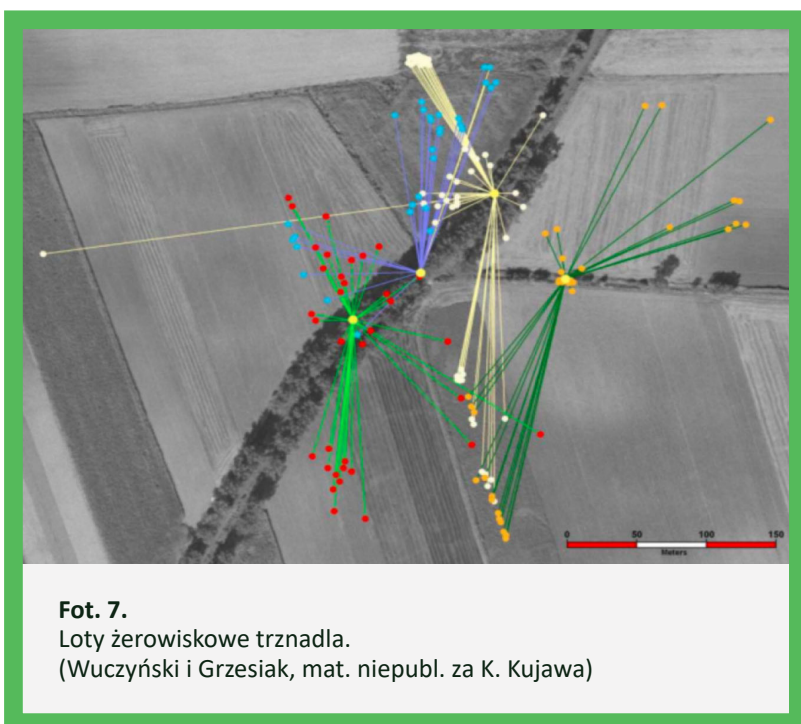 0 50 100 150
Meters
Fot. 7.
Loty żerowiskowe trznadla.
(Wuczyński i Grzesiak, mat. niepubl. za K. Kujawa)